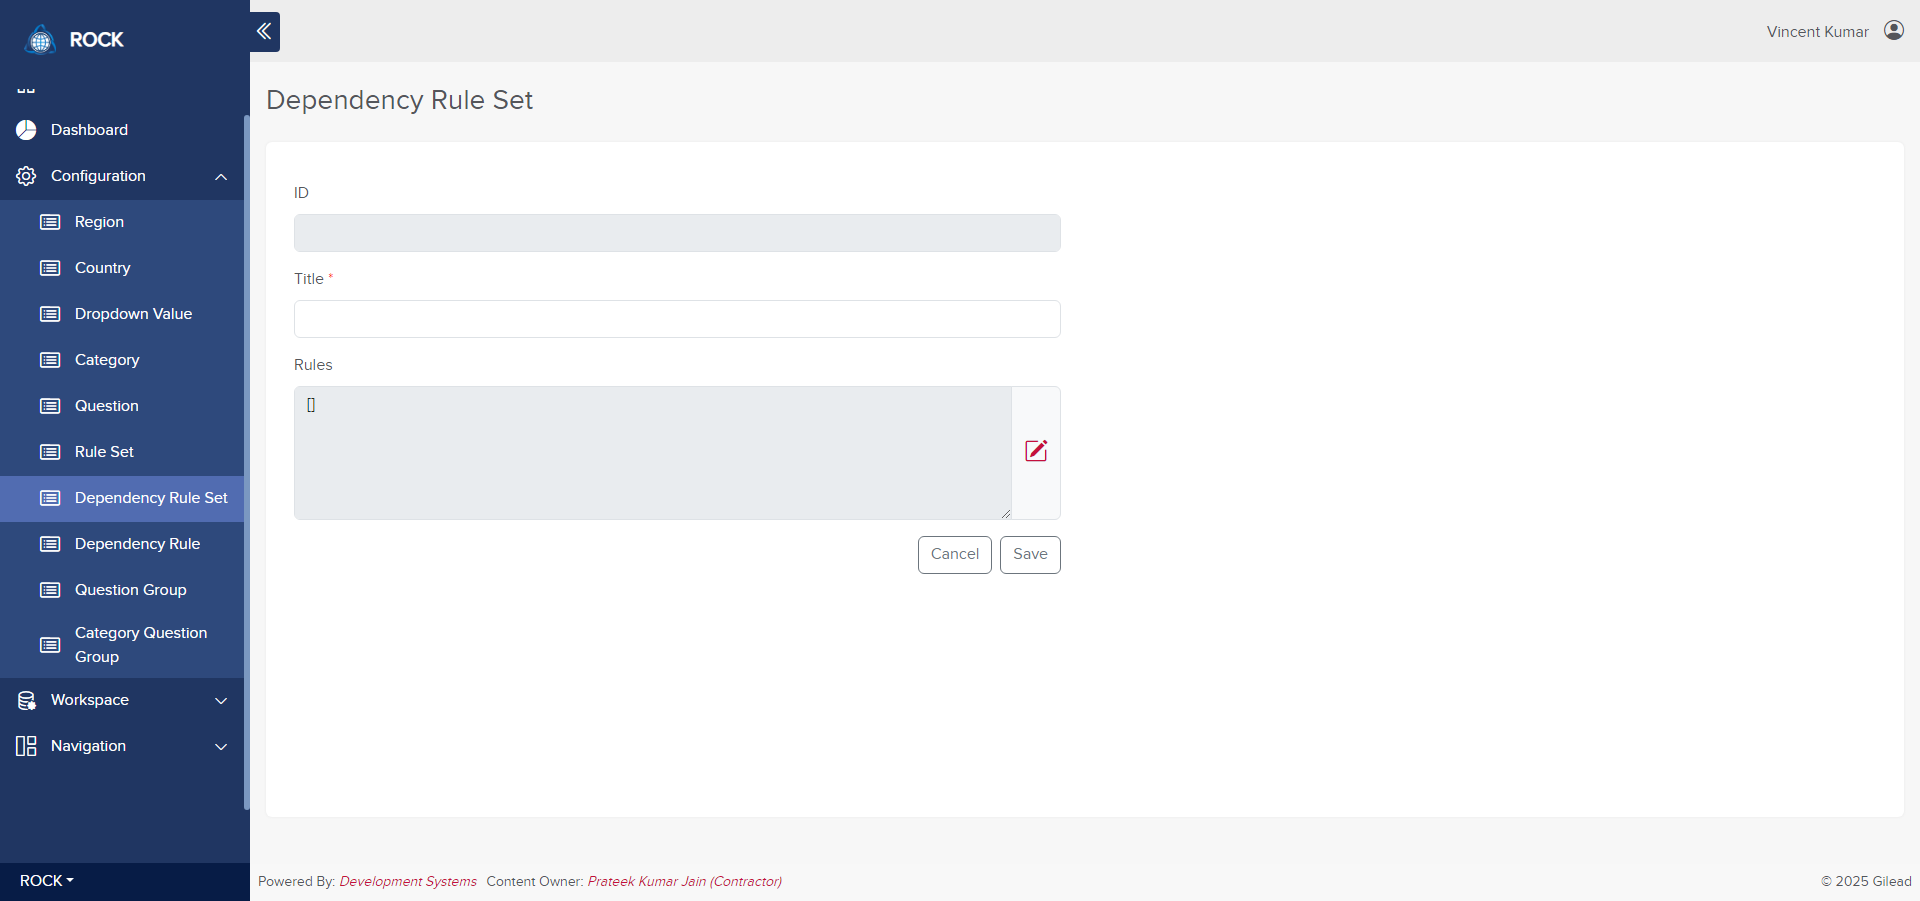 ROCK
Vincent Kumar
Dashboard
Configuration
Region
Country
Dropdown Value
Category
Question
Rule Set
Dependency Rule Set
Dependency Rule
Question Group
Category Question
Group
Workspace
Navigation
ROCK
Dependency Rule Set
ID
Title *
Rules
[]
Cancel
Save
Powered By: Development Systems Content Owner: Prateek Kumar Jain (Contractor)
© 2025 Gilead